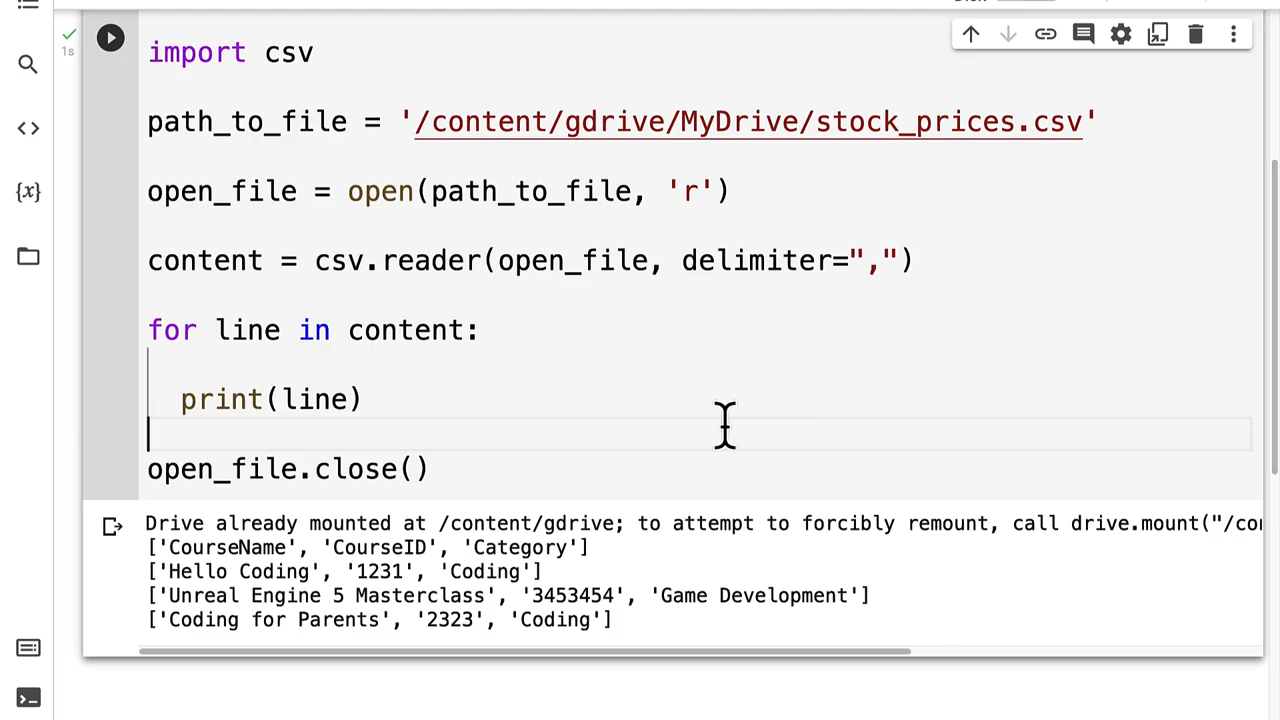 1s
import csv
path_to_file = '/content/gdrive/MyDrive/stock_prices.csv'
open_file = open(path_to_file, 'r')
content = csv.reader(open_file, delimiter=",")
for line in content:
print(line)
open_file.close()
Drive already mounted at /content/gdrive; to attempt to forcibly remount, call drive.mount("/co
['CourseName', 'CourseID', 'Category']
['Hello Coding', '1231', 'Coding']
['Unreal Engine 5 Masterclass', '3453454', 'Game Development']
['Coding for Parents', '2323', 'Coding']